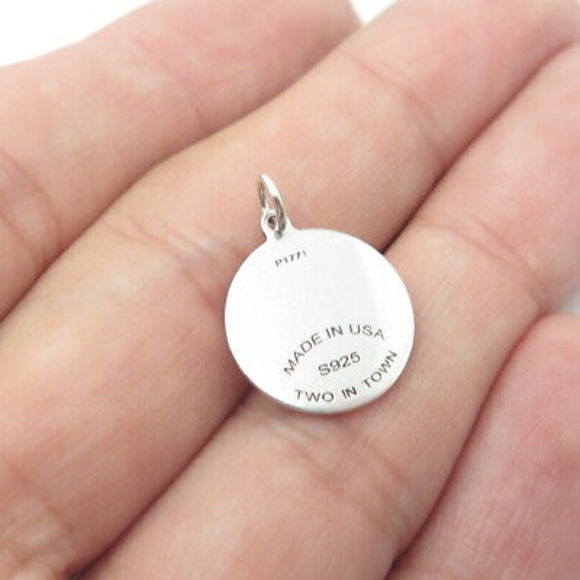 P1771
MADE IN USA
S925
TWO IN TOWN